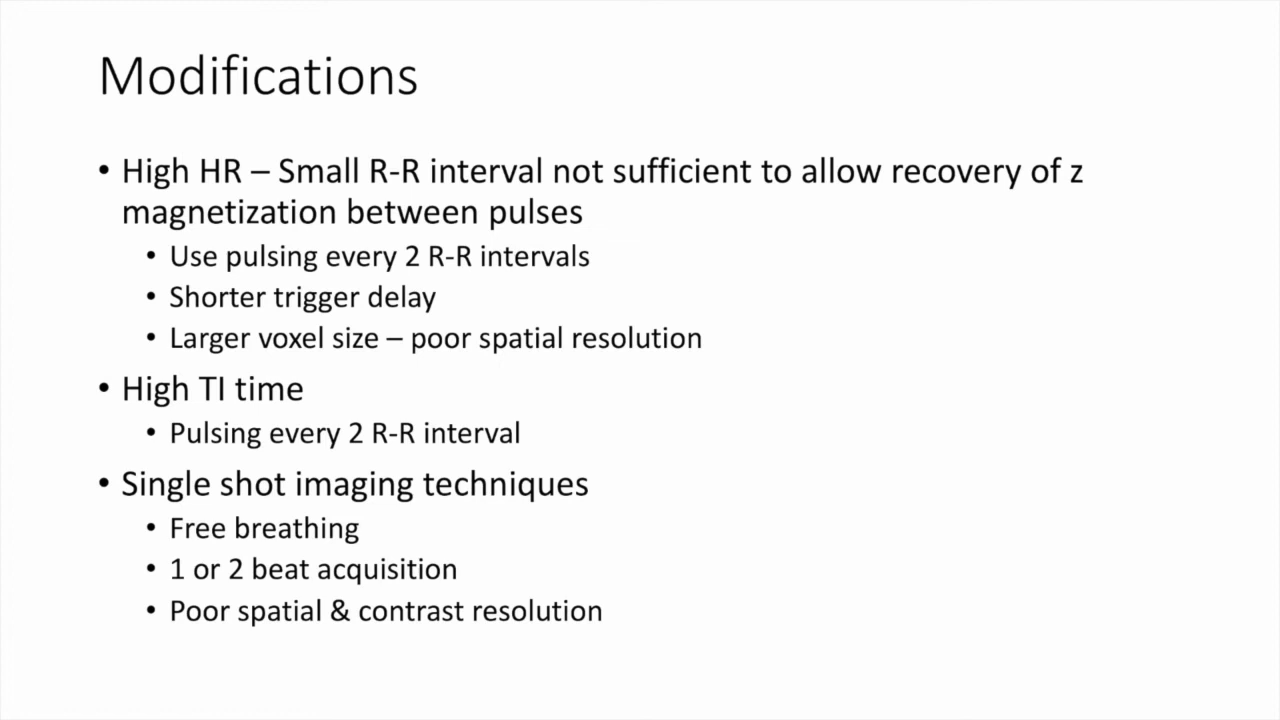 Modifications
• High HR – Small R-R interval not sufficient to allow recovery of z
magnetization between pulses
• Use pulsing every 2 R-R intervals
• Shorter trigger delay
• Larger voxel size – poor spatial resolution
• High TI time
• Pulsing every 2 R-R interval
• Single shot imaging techniques
• Free breathing
• 1 or 2 beat acquisition
• Poor spatial & contrast resolution